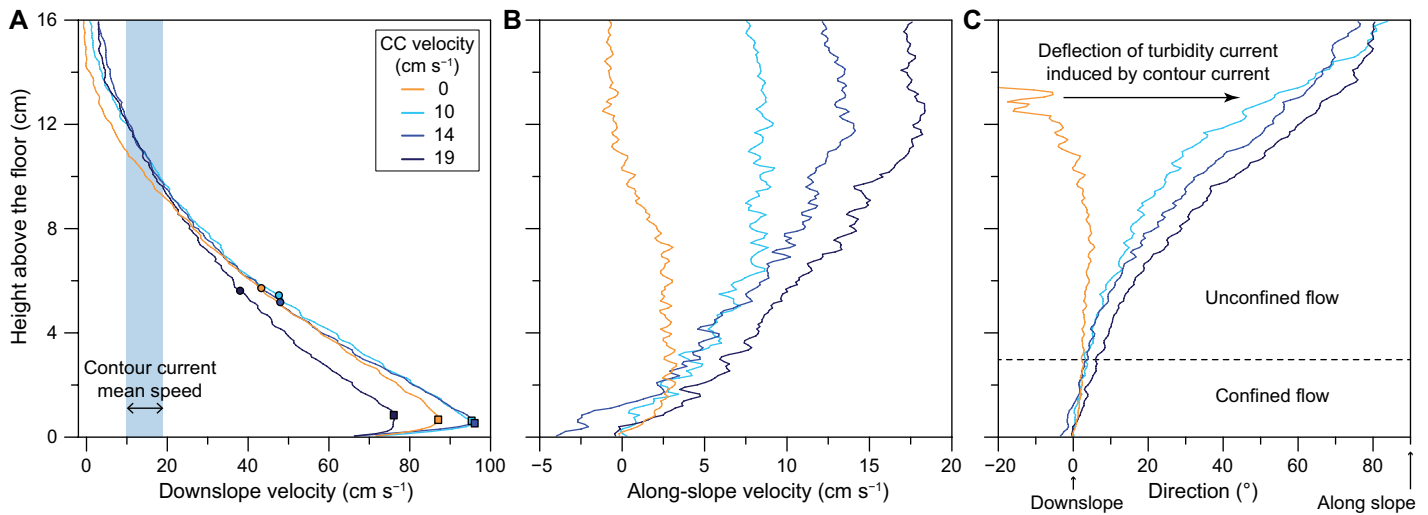 A
16
12
8
4
0
Height above the floor (cm)
CC velocity
(cm s⁻¹)
0
10
14
19
Contour current
mean speed
0 20 40 60 80 100
Downslope velocity (cm s⁻¹)
B
−5 0 5 10 15 20
Along-slope velocity (cm s⁻¹)
C
Deflection of turbidity current
induced by contour current
Unconfined flow
Confined flow
−20 0 20 40 60 80
Downslope
Direction (°)
Along slope